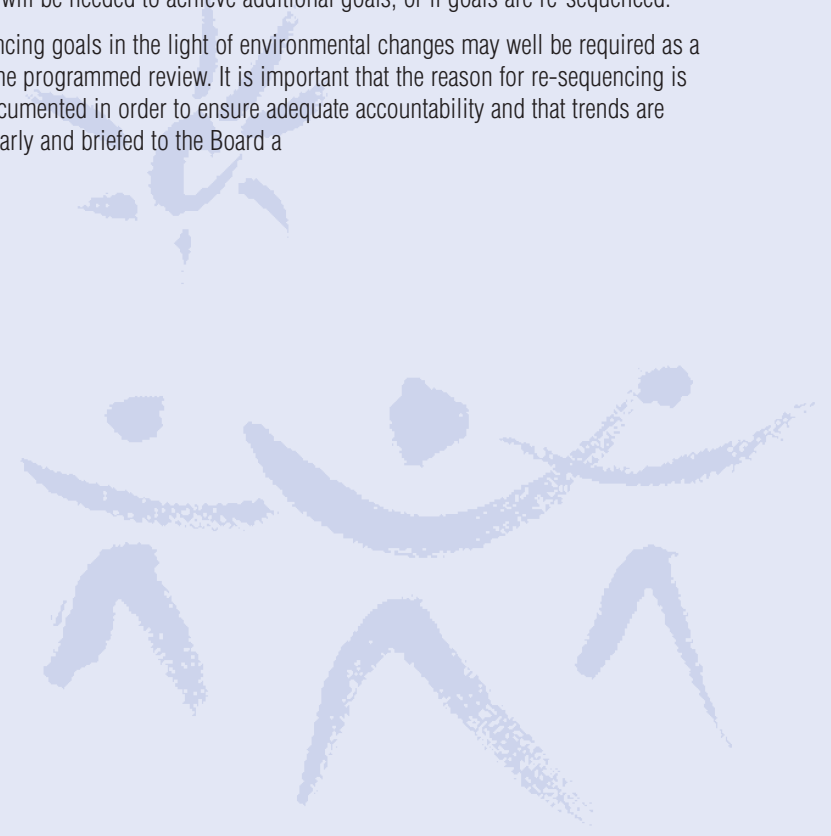 will be needed to achieve additional goals, or if goals are re-sequenced.
ncing goals in the light of environmental changes may well be required as a
he programmed review. It is important that the reason for re-sequencing is
cumented in order to ensure adequate accountability and that trends are
arly and briefed to the Board a